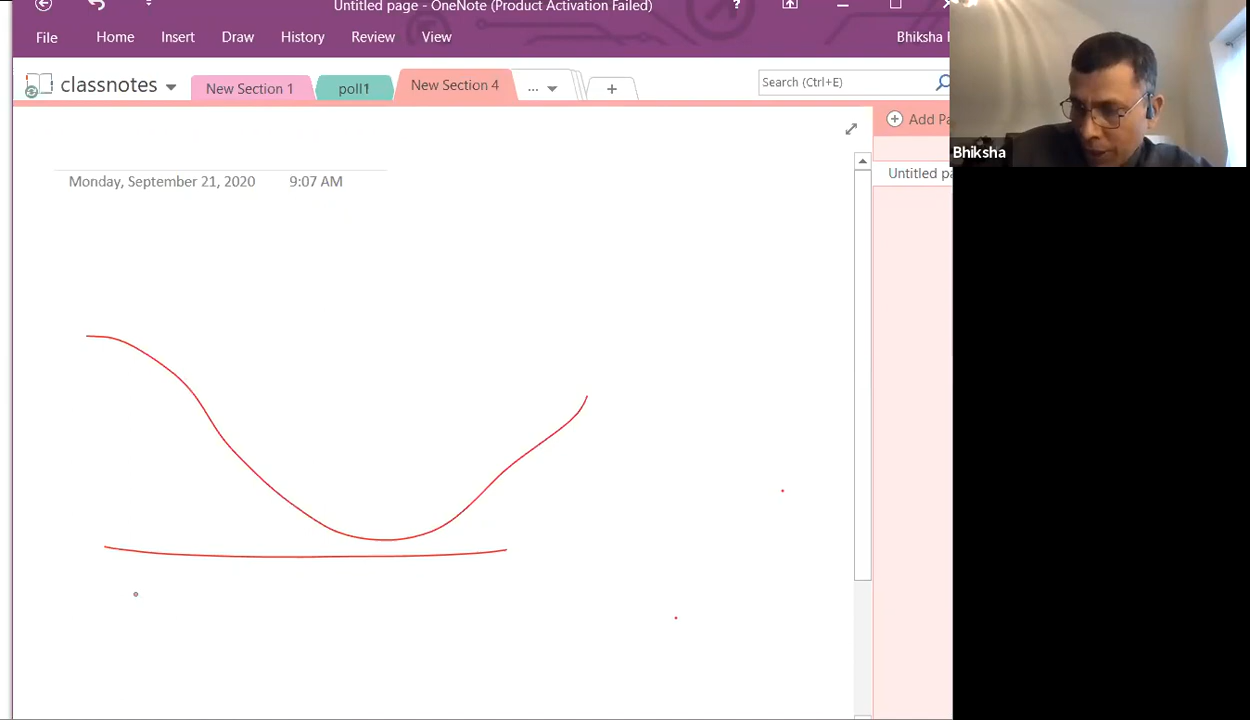 Untitled page - OneNote (Product Activation Failed)
?
File Home Insert Draw History Review View Bhiksha
classnotes New Section 1 poll1 New Section 4 ... + Search (Ctrl+E)
Add Pa
Bhiksha
Untitled pa
Monday, September 21, 2020 9:07 AM